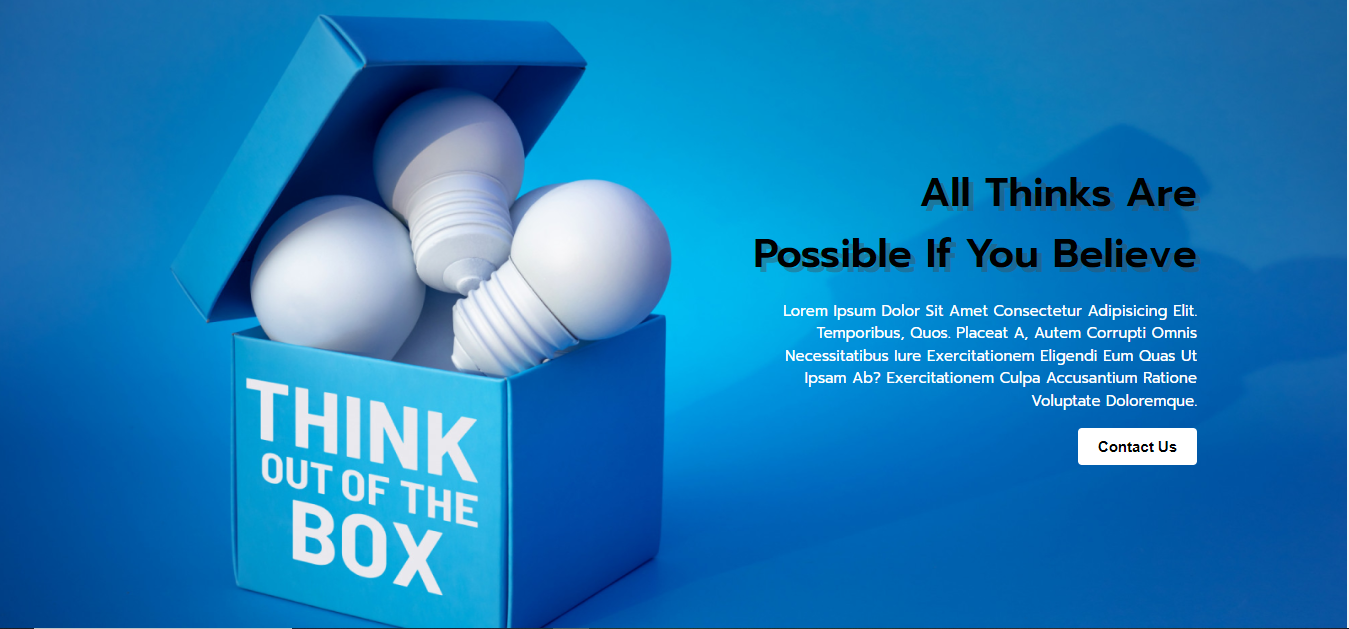 THINK
OUT OF THE
BOX
All Thinks Are
Possible If You Believe
Lorem Ipsum Dolor Sit Amet Consectetur Adipisicing Elit.
Temporibus, Quos. Placeat A, Autem Corrupti Omnis
Necessitatibus Iure Exercitationem Eligendi Eum Quas Ut
Ipsam Ab? Exercitationem Culpa Accusantium Ratione
Voluptate Doloremque.
Contact Us